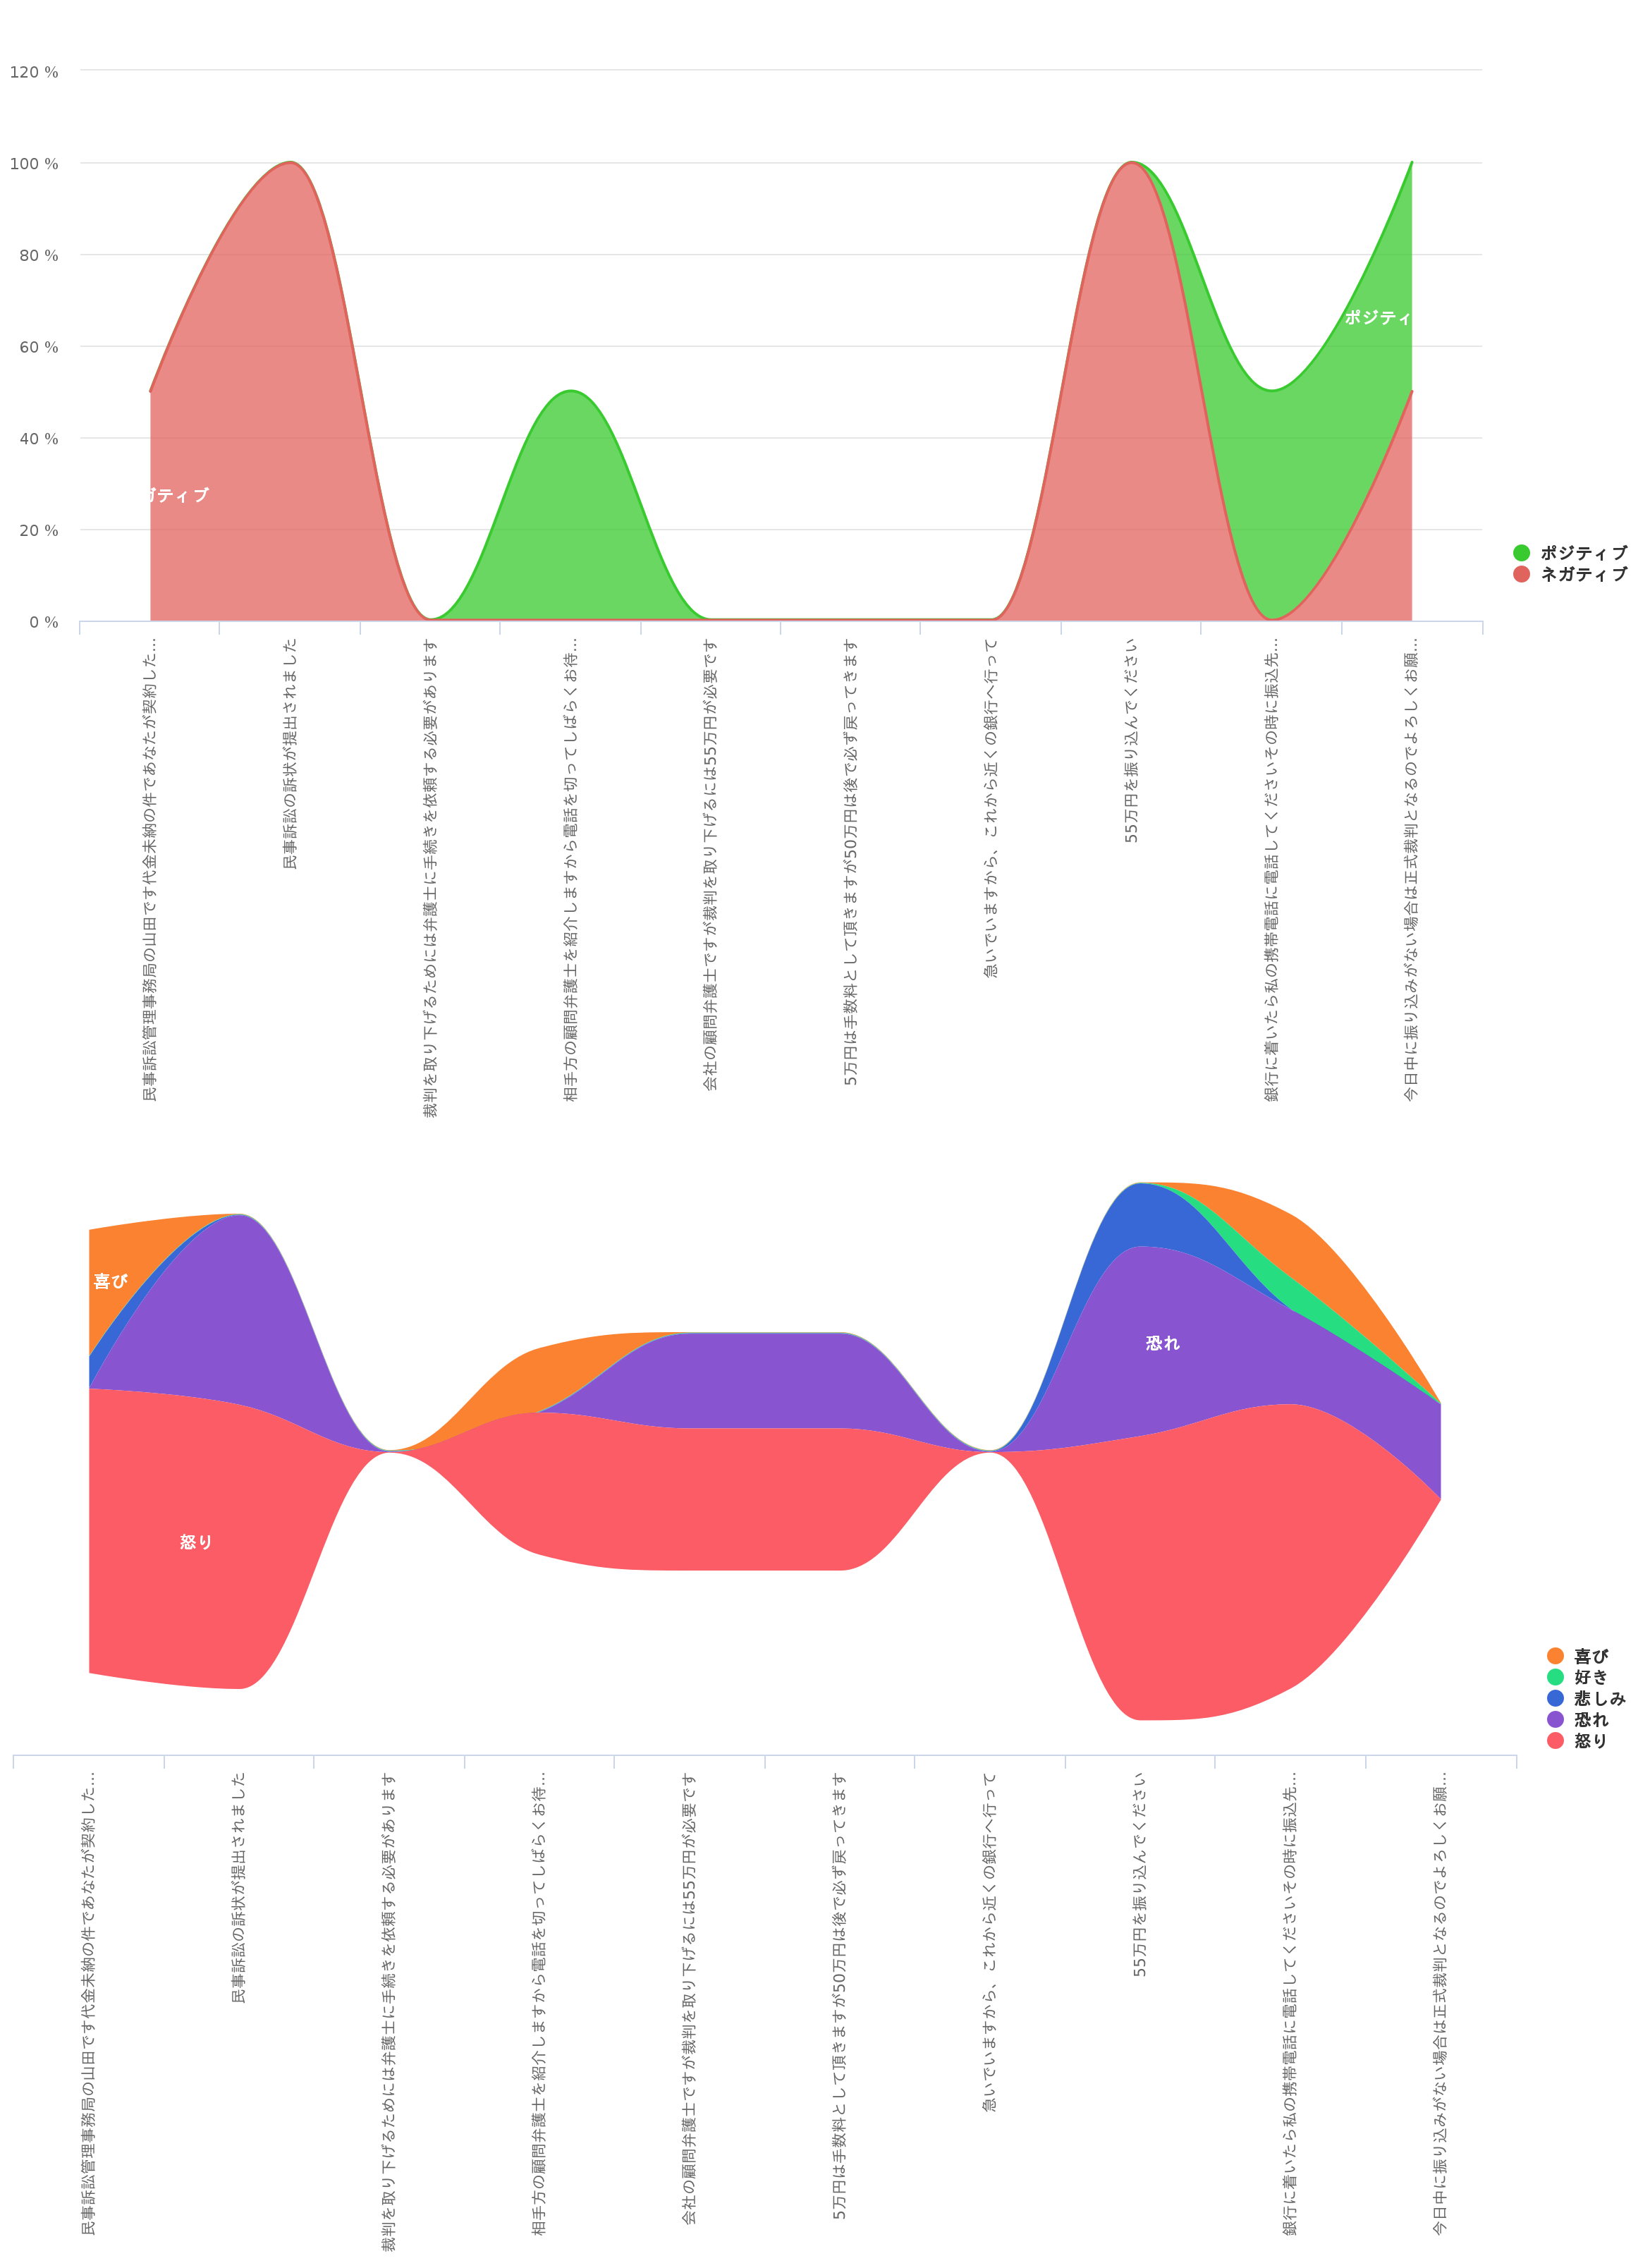 120 %
100 %
80 %
60 %
40 %
20 %
0 %
ポジティ
ガティブ
ポジティブ
ネガティブ
民事訴訟管理事務局の山田です代金未納の件であなたが契約した…
民事訴訟の訴状が提出されました
裁判を取り下げるためには弁護士に手続きを依頼する必要があります
相手方の顧問弁護士を紹介しますから電話を切ってしばらくお待…
会社の顧問弁護士ですが裁判を取り下げるには55万円が必要です
5万円は手数料として頂きますが50万円は後で必ず戻ってきます
急いでいますから、これから近くの銀行へ行って
55万円を振り込んでください
銀行に着いたら私の携帯電話に電話してくださいその時に振込先…
今日中に振り込みがない場合は正式裁判となるのでよろしくお願…
喜び
恐れ
怒り
喜び
好き
悲しみ
恐れ
怒り
民事訴訟管理事務局の山田です代金未納の件であなたが契約した…
民事訴訟の訴状が提出されました
裁判を取り下げるためには弁護士に手続きを依頼する必要があります
相手方の顧問弁護士を紹介しますから電話を切ってしばらくお待…
会社の顧問弁護士ですが裁判を取り下げるには55万円が必要です
5万円は手数料として頂きますが50万円は後で必ず戻ってきます
急いでいますから、これから近くの銀行へ行って
55万円を振り込んでください
銀行に着いたら私の携帯電話に電話してくださいその時に振込先…
今日中に振り込みがない場合は正式裁判となるのでよろしくお願…